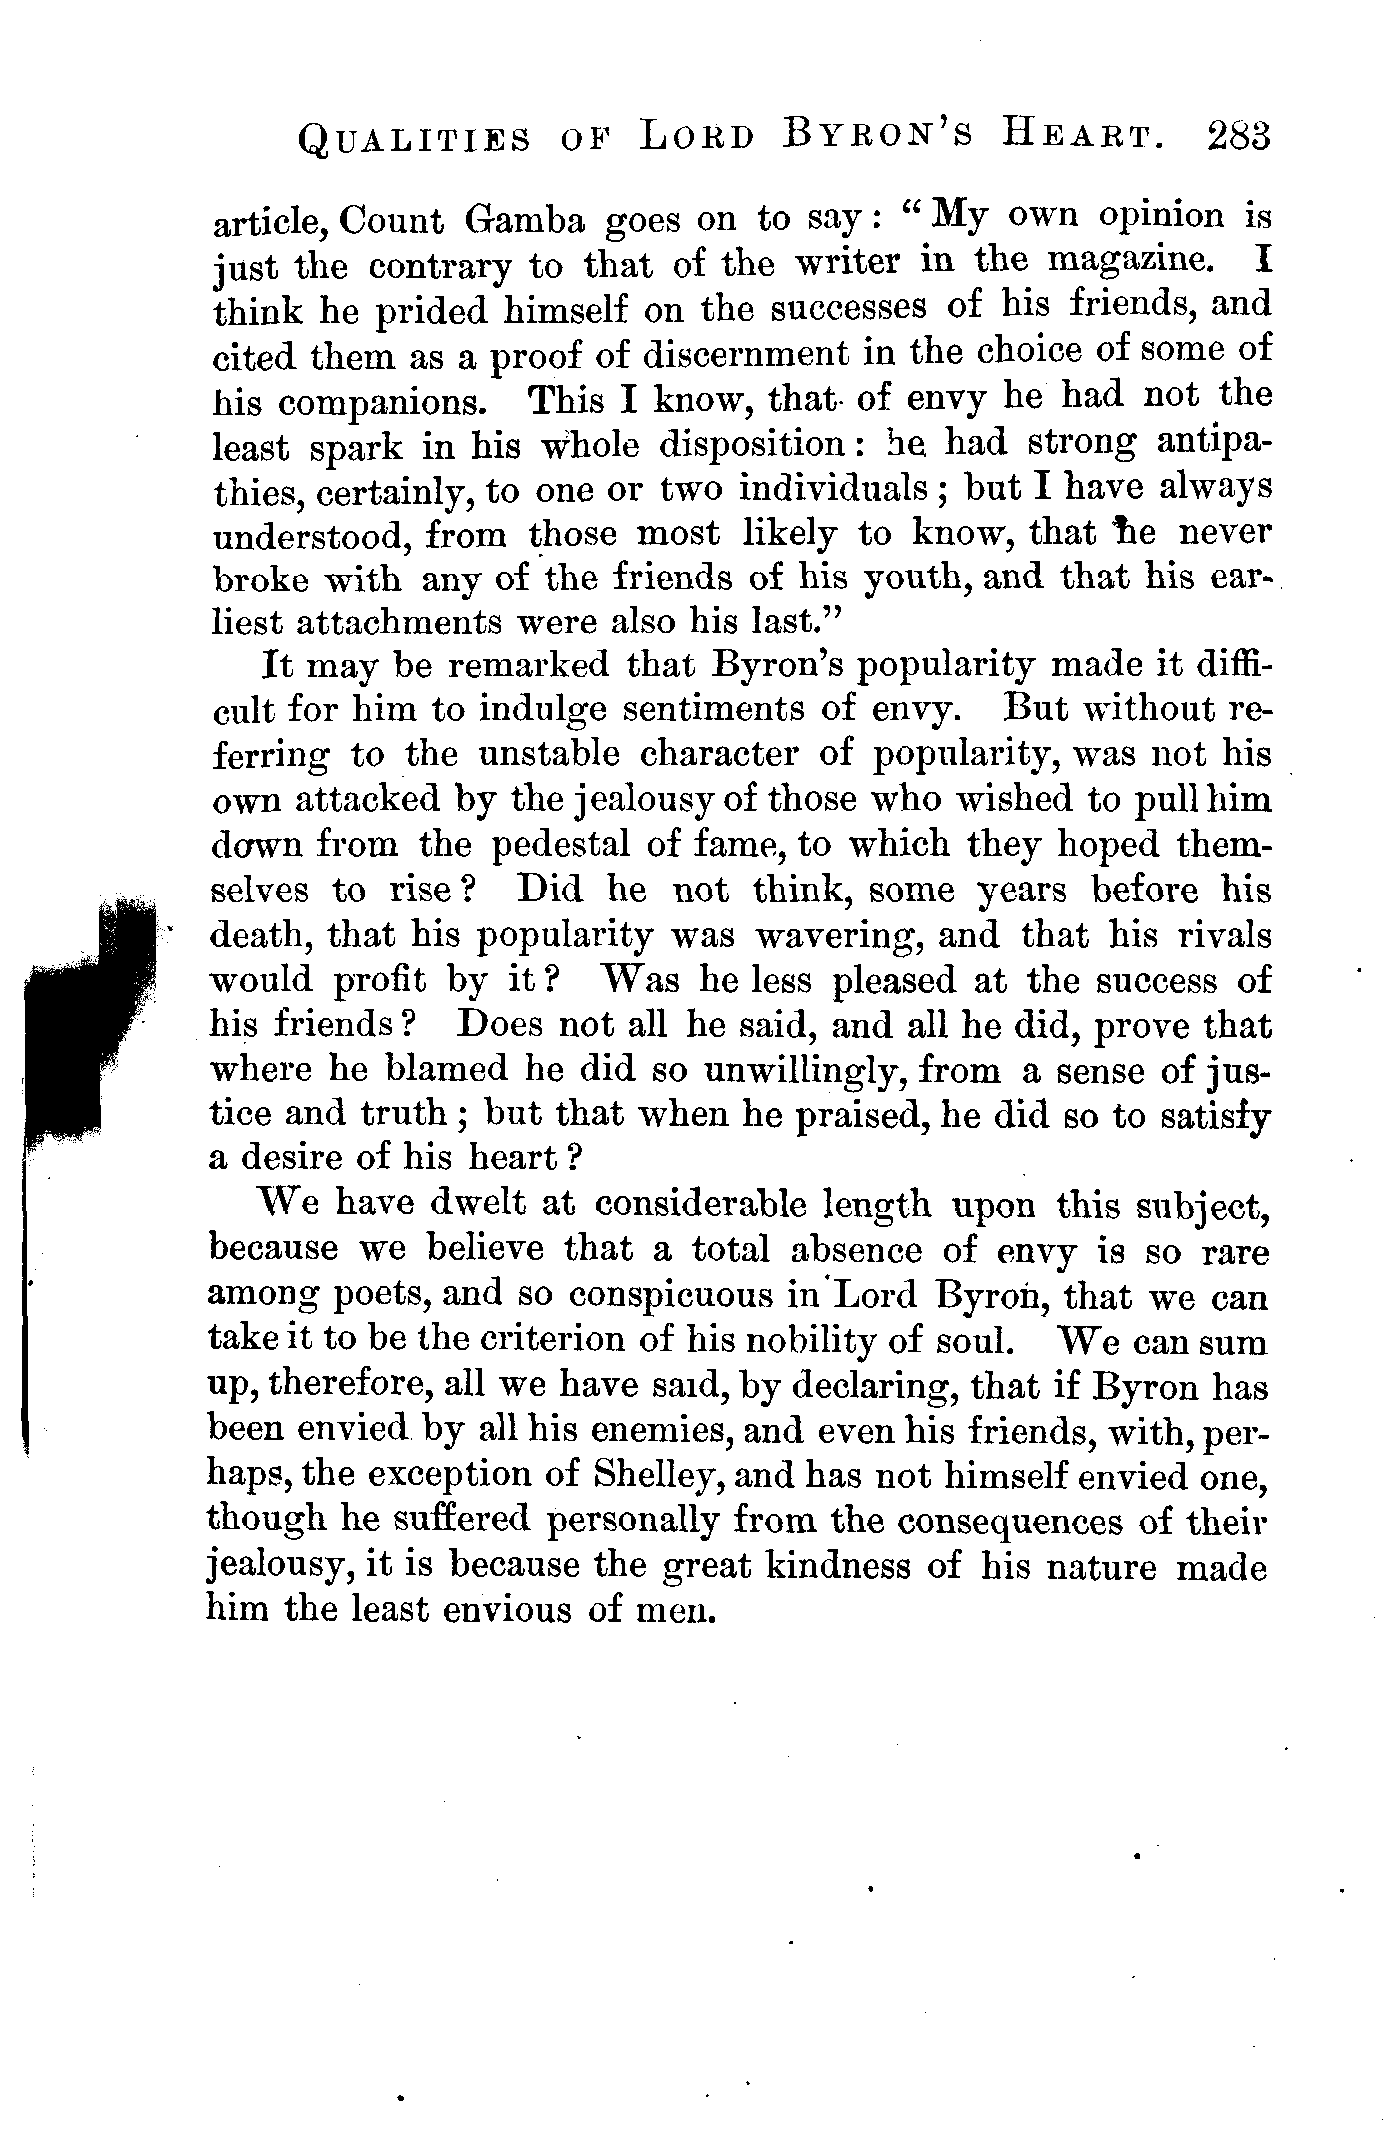 QUALITIES OF LORD BYRON'S HEART. 283
article, Count Gamba goes on to say: “My own opinion is
just the contrary to that of the writer in the magazine. I
think he prided himself on the successes of his friends, and
cited them as a proof of discernment in the choice of some of
his companions. This I know, that of envy he had not the
least spark in his whole disposition: he had strong antipa-
thies, certainly, to one or two individuals; but I have always
understood, from those most likely to know, that he never
broke with any of the friends of his youth, and that his ear-
liest attachments were also his last.”
It may be remarked that Byron's popularity made it diffi-
cult for him to indulge sentiments of envy. But without re-
ferring to the unstable character of popularity, was not his
own attacked by the jealousy of those who wished to pull him
down from the pedestal of fame, to which they hoped them-
selves to rise? Did he not think, some years before his
death, that his popularity was wavering, and that his rivals
would profit by it? Was he less pleased at the success of
his friends? Does not all he said, and all he did, prove that
where he blamed he did so unwillingly, from a sense of jus-
tice and truth; but that when he praised, he did so to satisfy
a desire of his heart?
We have dwelt at considerable length upon this subject,
because we believe that a total absence of envy is so rare
among poets, and so conspicuous in Lord Byron, that we can
take it to be the criterion of his nobility of soul. We can sum
up, therefore, all we have said, by declaring, that if Byron has
been envied by all his enemies, and even his friends, with, per-
haps, the exception of Shelley, and has not himself envied one,
though he suffered personally from the consequences of their
jealousy, it is because the great kindness of his nature made
him the least envious of men.